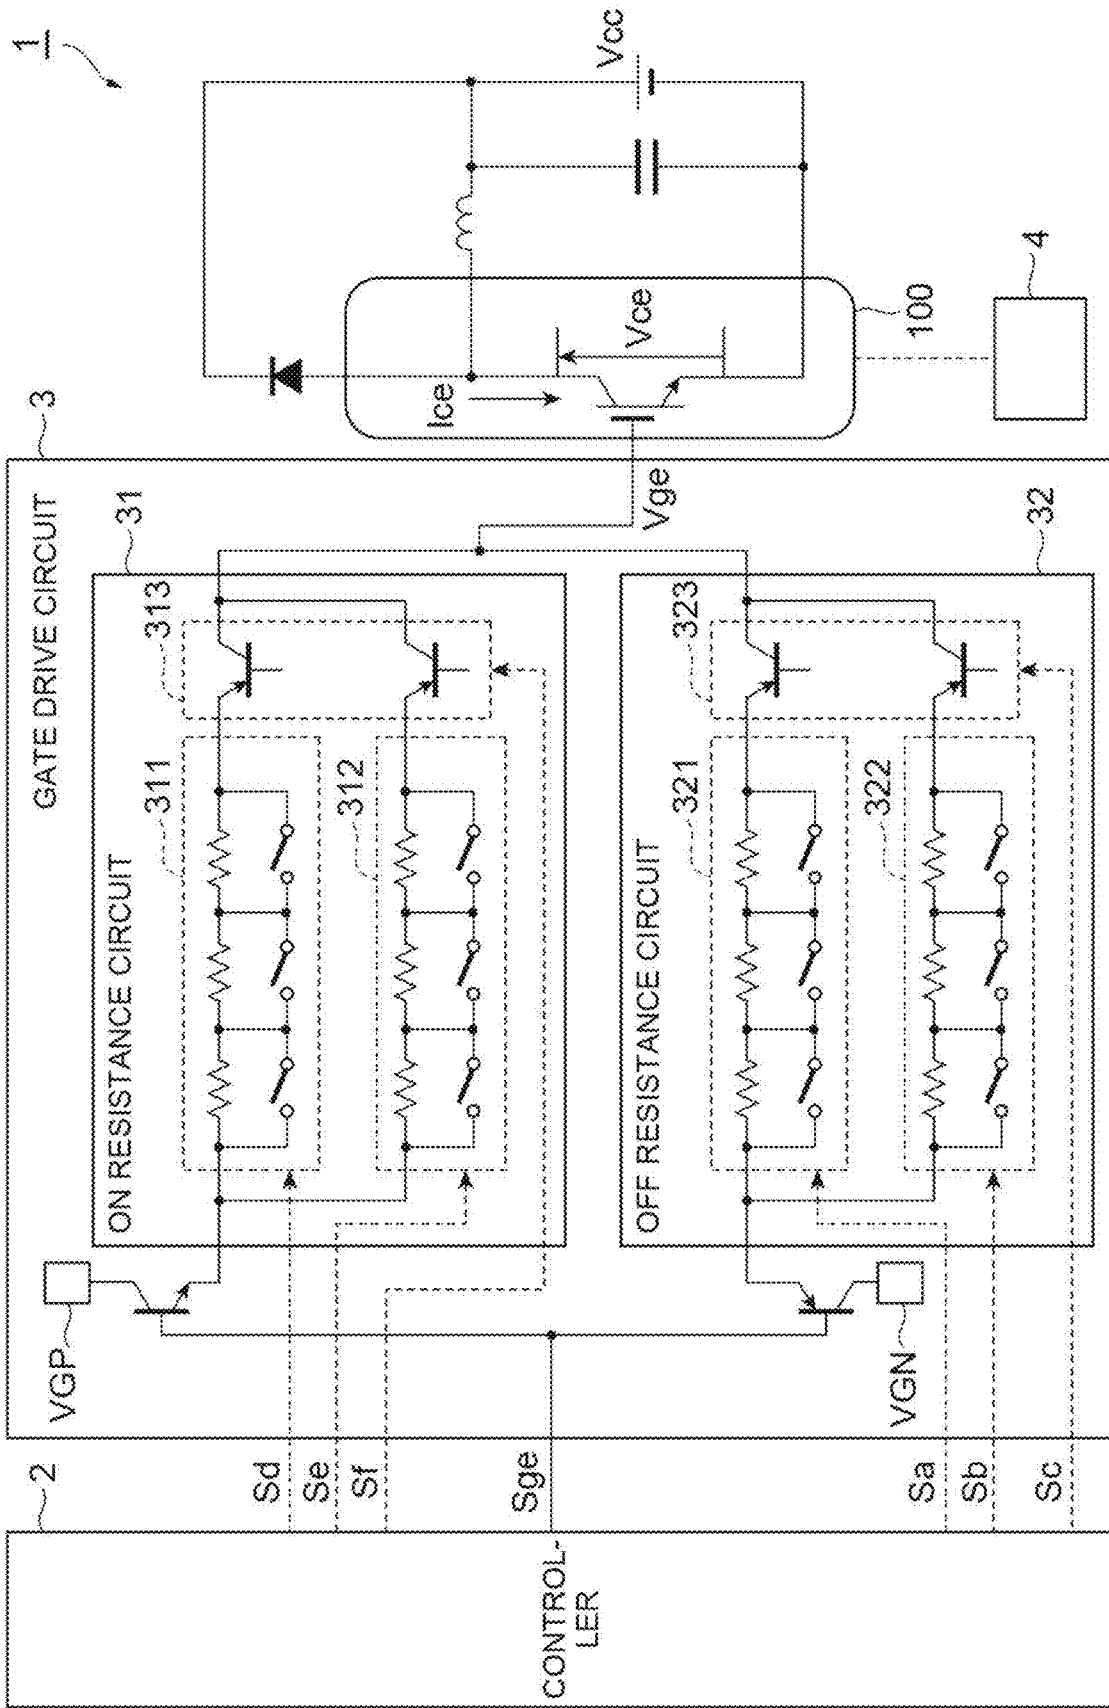 1
2
3
GATE DRIVE CIRCUIT
VGP
ON RESISTANCE CIRCUIT
31
311
313
312
Ice
Vce
Vcc
100
4
Vge
Sd
Se
Sf
Sge
CONTROL-
LER
OFF RESISTANCE CIRCUIT
32
321
323
322
VGN
Sa
Sb
Sc